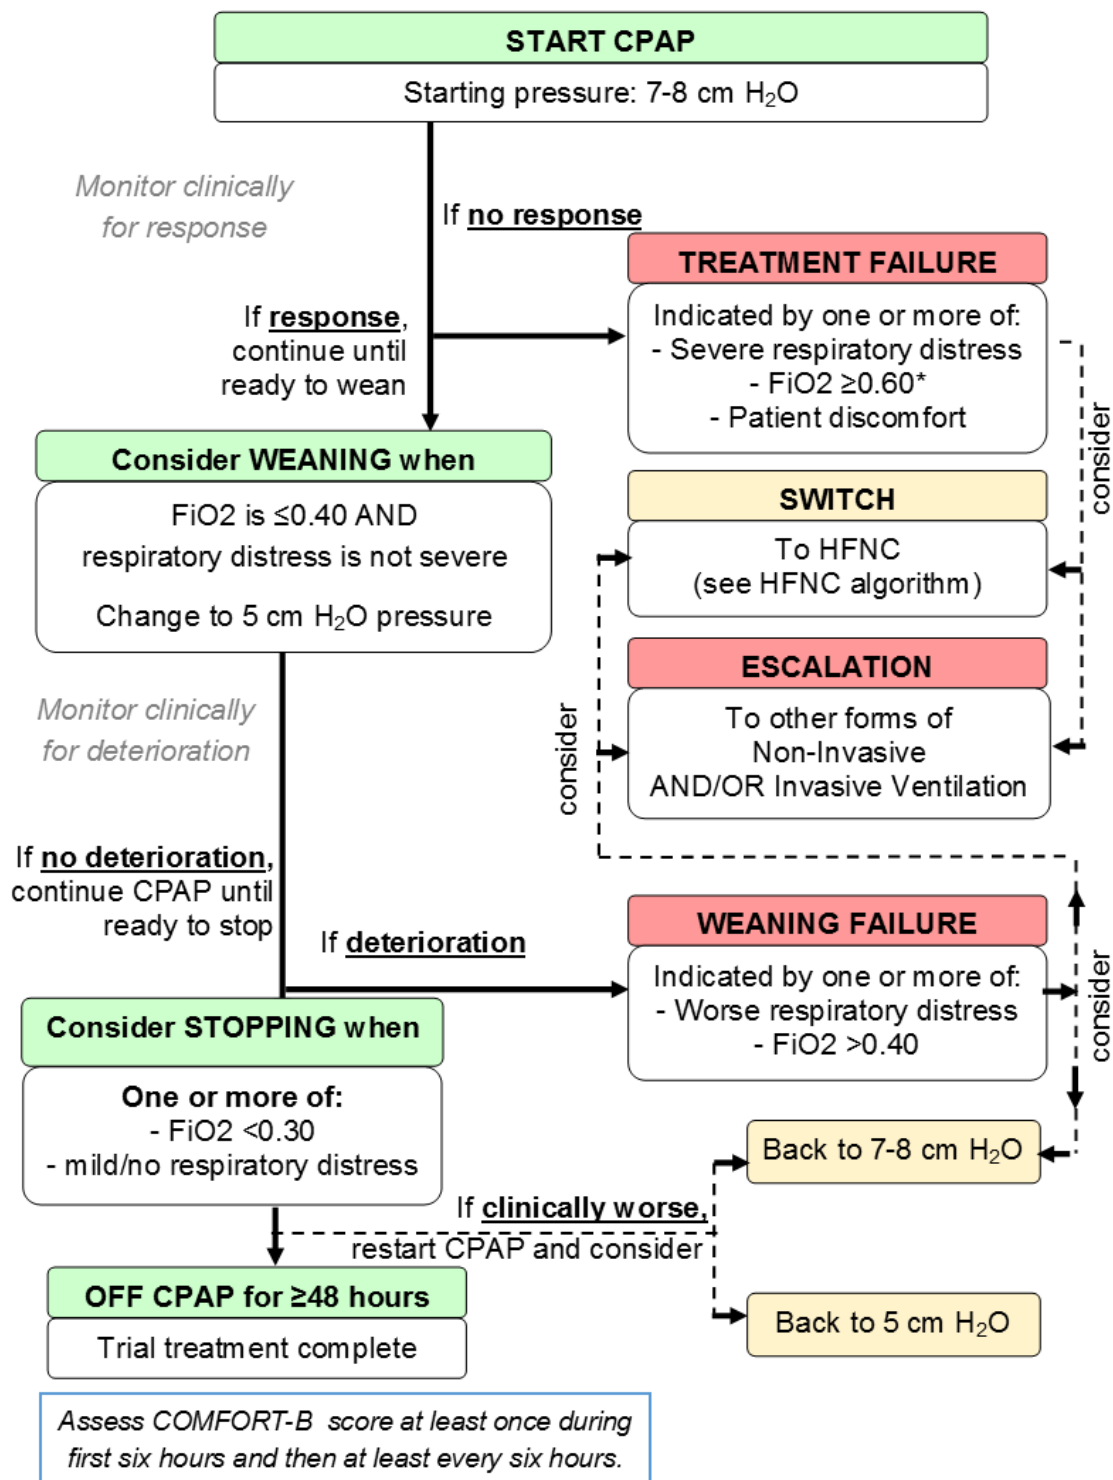 START CPAP
Starting pressure: 7-8 cm H₂O
Monitor clinically
for response
If no response
TREATMENT FAILURE
Indicated by one or more of:
- Severe respiratory distress
- FiO2 ≥0.60*
- Patient discomfort
consider
If response,
continue until
ready to wean
Consider WEANING when
FiO2 is ≤0.40 AND
respiratory distress is not severe
Change to 5 cm H₂O pressure
SWITCH
To HFNC
(see HFNC algorithm)
ESCALATION
To other forms of
Non-Invasive
AND/OR Invasive Ventilation
consider
Monitor clinically
for deterioration
If no deterioration,
continue CPAP until
ready to stop
If deterioration
WEANING FAILURE
Indicated by one or more of:
- Worse respiratory distress
- FiO2 >0.40
consider
Consider STOPPING when
One or more of:
- FiO2 <0.30
- mild/no respiratory distress
Back to 7-8 cm H₂O
If clinically worse,
restart CPAP and consider
Back to 5 cm H₂O
OFF CPAP for ≥48 hours
Trial treatment complete
Assess COMFORT-B score at least once during
first six hours and then at least every six hours.